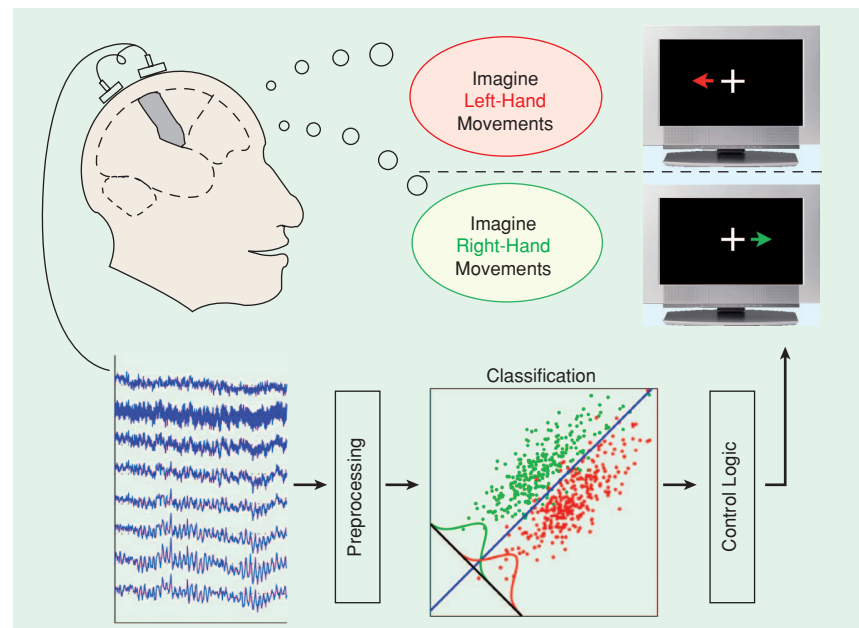 Imagine
Left-Hand
Movements
Imagine
Right-Hand
Movements
Classification
Preprocessing
Control Logic